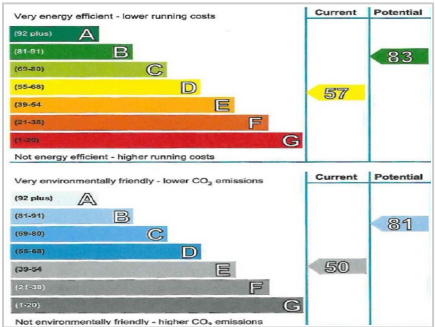 Very energy efficient - lower running costs
Current Potential
(92 plus) A
(81-91) B
83
(69-80) C
(55-68) D
57
(39-54 E
(21-38) F
(1-20) G
Not energy efficient - higher running costs
Very environmentally friendly - lower CO2 emissions
Current Potential
(92 plus) A
(81-91) B
81
(69-80) C
(55-68) D
(39-54 E
50
(21-38) F
(1-20) G
Not environmentally friendly - higher CO2 emissions